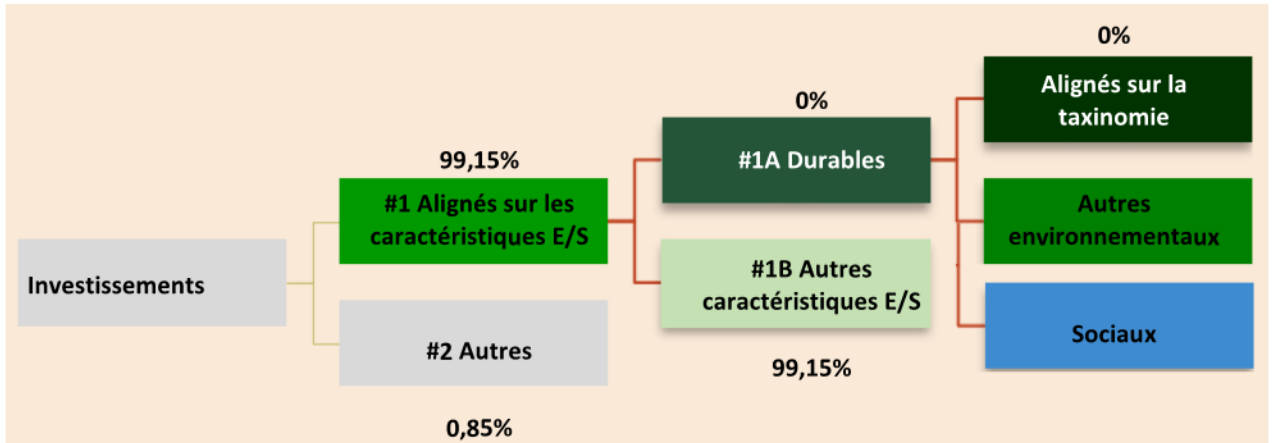 0%
Alignés sur la
taxinomie
0%
#1A Durables
99,15%
#1 Alignés sur les
caractéristiques E/S
Autres
environnementaux
Investissements
#1B Autres
caractéristiques E/S
#2 Autres
Sociaux
99,15%
0,85%